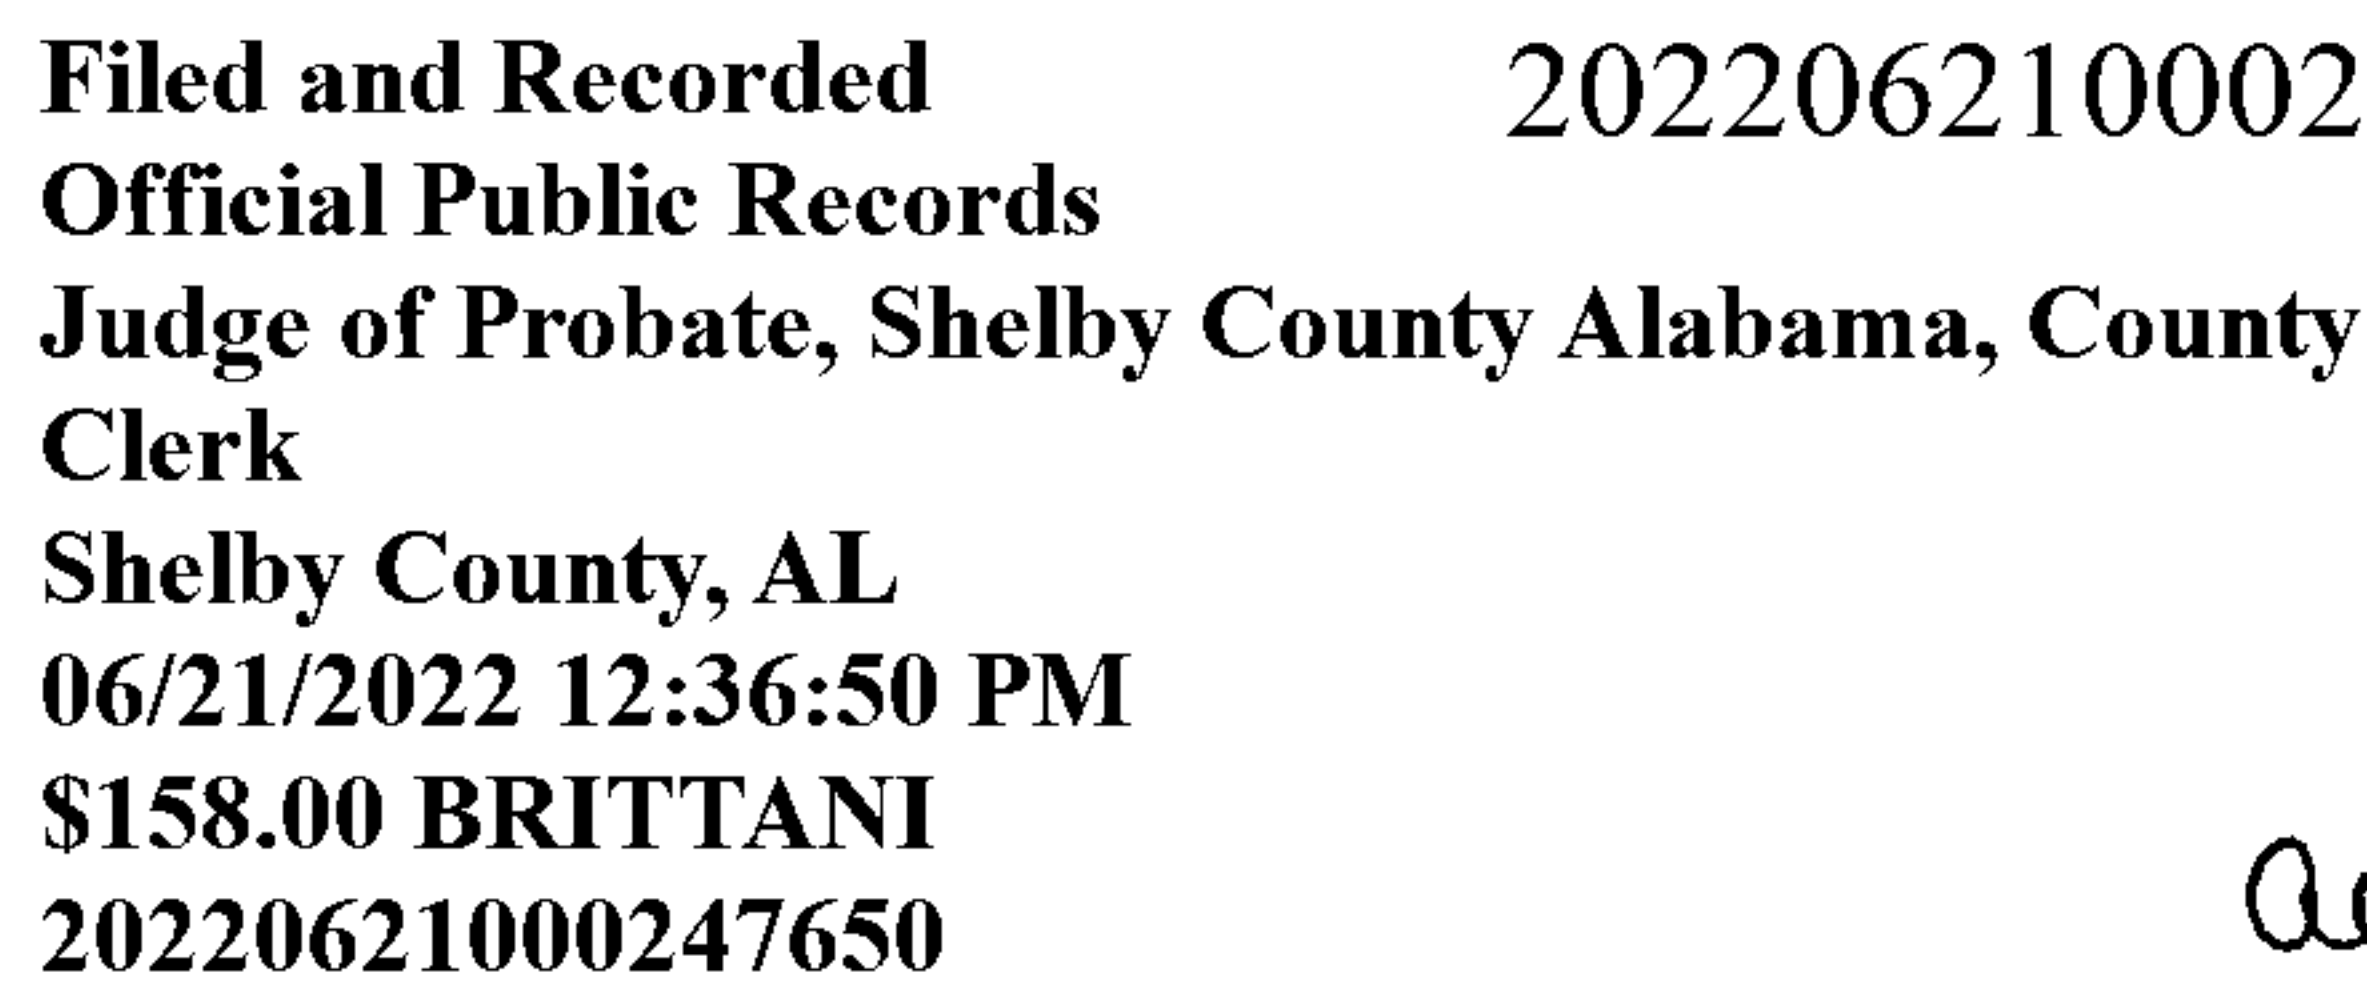 Filed and Recorded 202206210002
Official Public Records
Judge of Probate, Shelby County Alabama, County
Clerk
Shelby County, AL
06/21/2022 12:36:50 PM
$158.00 BRITTANI
20220621000247650